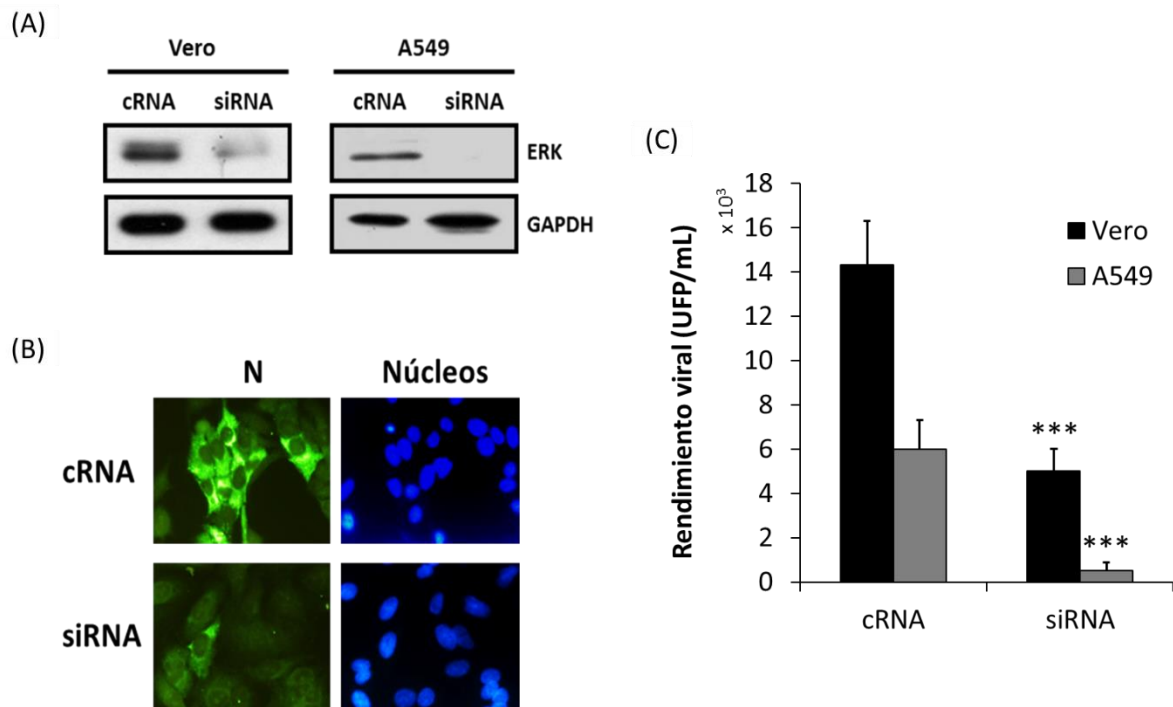 (A)
Vero A549
cRNA siRNA cRNA siRNA
ERK
GAPDH
(B)
N Núcleos
cRNA
siRNA
(C)
Rendimiento viral (UFP/mL)
x 10³
18
16
14
12
10
8
6
4
2
0
Vero
A549
***
***
cRNA siRNA